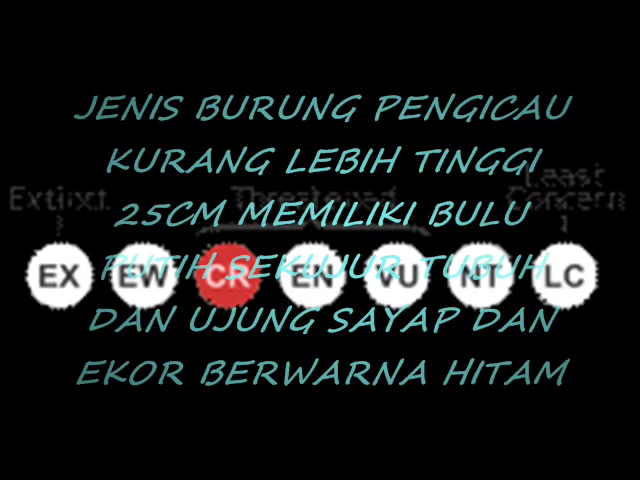 JENIS BURUNG PENGICAU
KURANG LEBIH TINGGI
Least
Extinct Threatened Concern
25CM MEMILIKI BULU
EX EW CR EN VU NT LC
PUTIH SEKUJUR TUBUH
DAN UJUNG SAYAP DAN
EKOR BERWARNA HITAM